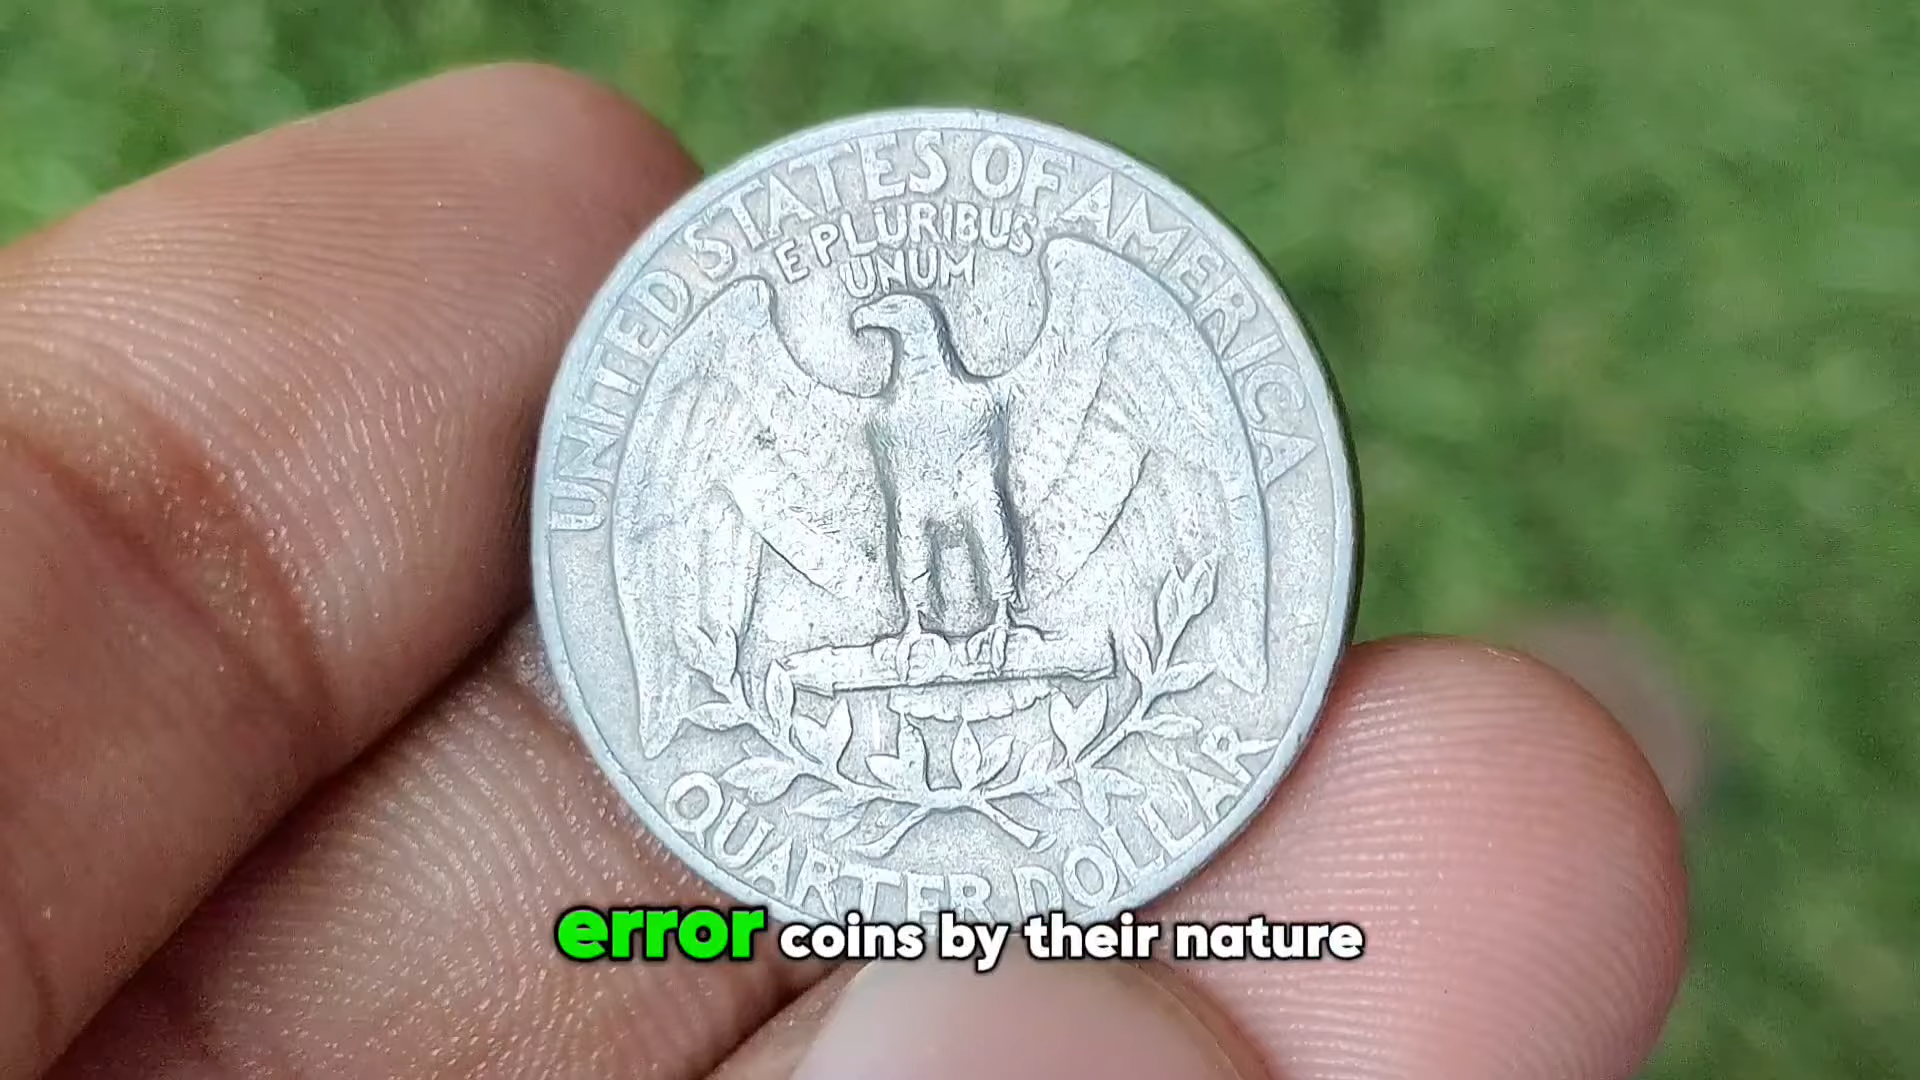 UNITED STATES OF AMERICA
E PLURIBUS
UNUM
QUARTER DOLLAR
error coins by their nature